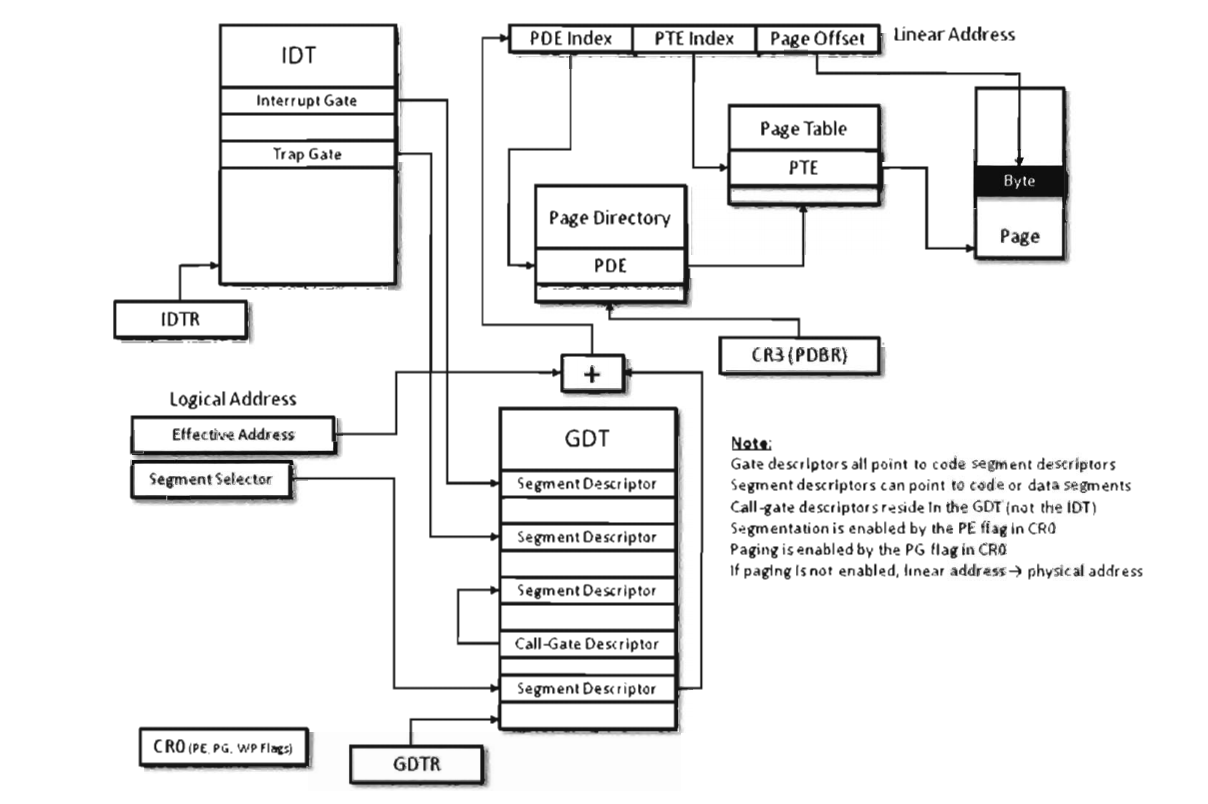 IDT
Interrupt Gate
Trap Gate
IDTR
PDE Index
PTE Index
Page Offset
Linear Address
Page Table
PTE
Page Directory
PDE
Byte
Page
CR3 (PDBR)
+
Logical Address
Effective Address
Segment Selector
GDT
Segment Descriptor
Segment Descriptor
Segment Descriptor
Call-Gate Descriptor
Segment Descriptor
GDTR
CR0 (PE, PG, WP Flags)
Note:
Gate descriptors all point to code segment descriptors
Segment descriptors can point to code or data segments
Call-gate descriptors reside in the GDT (not the IDT)
Segmentation is enabled by the PE flag in CR0
Paging is enabled by the PG flag in CR0
If paging is not enabled, linear address → physical address